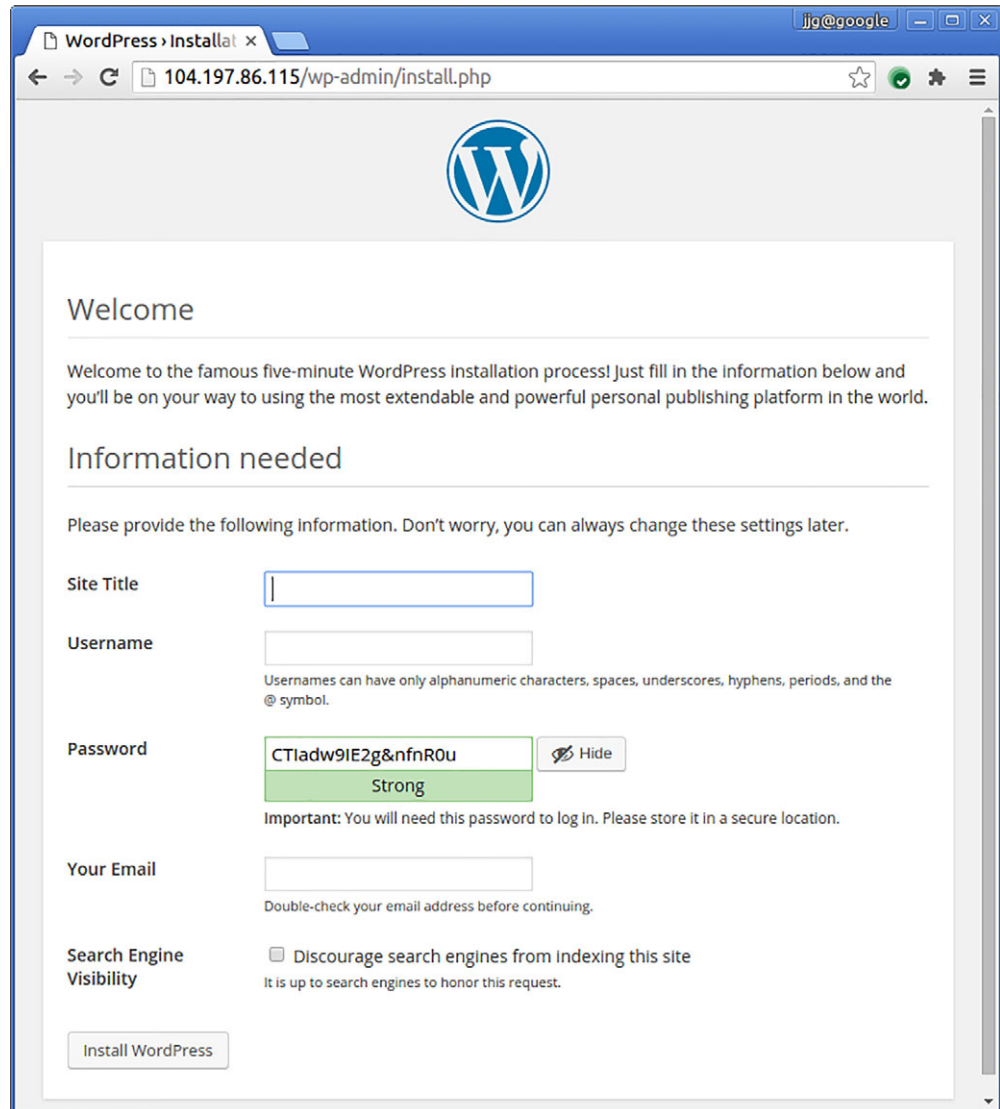 jjg@google
WordPress › Installat
104.197.86.115/wp-admin/install.php
Welcome
Welcome to the famous five-minute WordPress installation process! Just fill in the information below and
you’ll be on your way to using the most extendable and powerful personal publishing platform in the world.
Information needed
Please provide the following information. Don’t worry, you can always change these settings later.
Site Title
Username
Usernames can have only alphanumeric characters, spaces, underscores, hyphens, periods, and the
@ symbol.
Password
CTIadw9IE2g&nfnR0u
Hide
Strong
Important: You will need this password to log in. Please store it in a secure location.
Your Email
Double-check your email address before continuing.
Search Engine
Visibility
Discourage search engines from indexing this site
It is up to search engines to honor this request.
Install WordPress